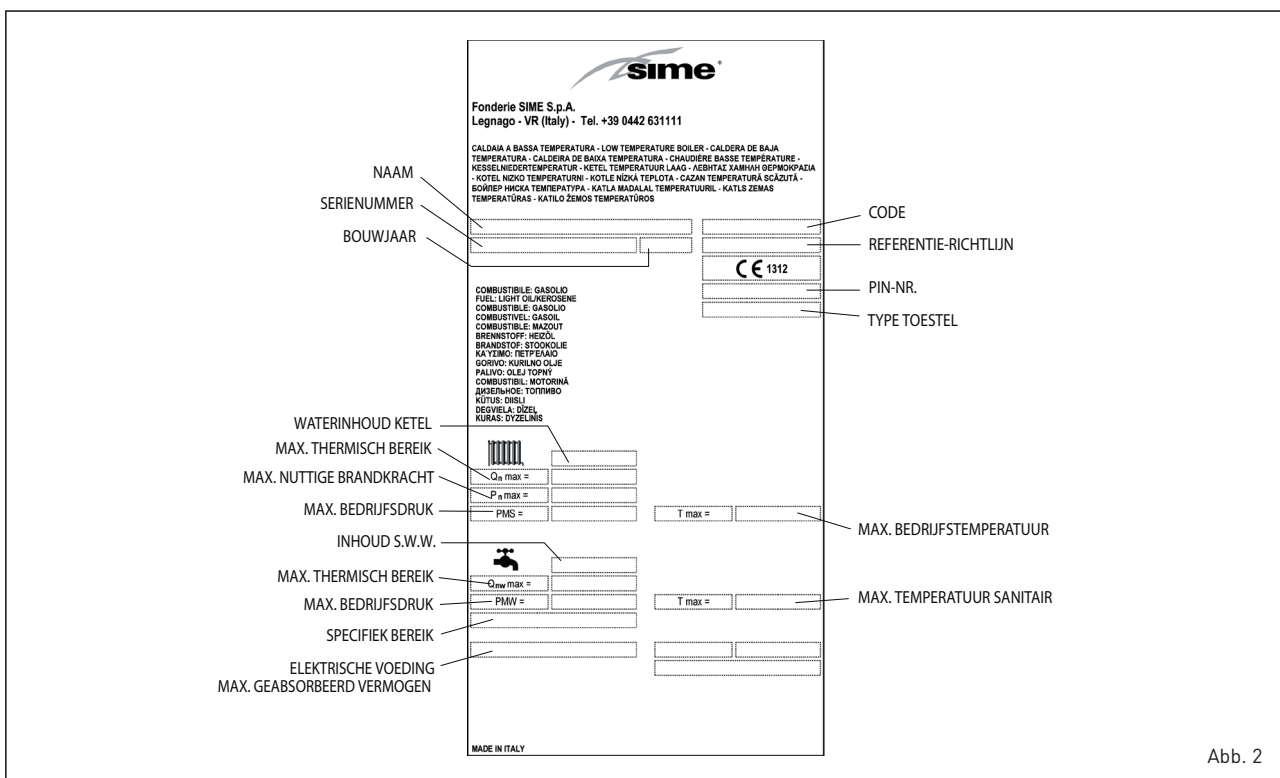 sime®
Fonderie SIME S.p.A.
Legnago - VR (Italy) - Tel. +39 0442 631111
CALDAIA A BASSA TEMPERATURA - LOW TEMPERATURE BOILER - CALDERA DE BAJA
TEMPERATURA - CALDEIRA DE BAIXA TEMPERATURA - CHAUDIÈRE BASSE TEMPÉRATURE -
KESSELNIEDERTEMPERATUR - KETEL TEMPERATUUR LAAG - ΛΕΒΗΤΑΣ ΧΑΜΗΛΗ ΘΕΡΜΟΚΡΑΣΙΑ
- KOTEL NIZKO TEMPERATURNI - KOTLE NÍZKÁ TEPLOTA - CAZAN TEMPERATURĂ SCĂZUTĂ -
БОЙЛЕР НИСКА ТЕМПЕРАТУРА - KATLA MADALAL TEMPERATUURIL - KATLS ZEMAS
TEMPERATŪRAS - KATILO ŽEMOS TEMPERATŪROS
NAAM
SERIENUMMER
BOUWJAAR
CODE
REFERENTIE-RICHTLIJN
CE 1312
PIN-NR.
TYPE TOESTEL
COMBUSTIBILE: GASOLIO
FUEL: LIGHT OIL/KEROSENE
COMBUSTIBLE: GASOLIO
COMBUSTIVEL: GASOIL
COMBUSTIBLE: MAZOUT
BRENNSTOFF: HEIZÖL
BRANDSTOF: STOOKOLIE
ΚΑΎΣΙΜΟ: ΠΕΤΡΈΛΑΙΟ
GORIVO: KURILNO OLJE
PALIVO: OLEJ TOPNÝ
COMBUSTIBIL: MOTORINĂ
ДИЗЕЛЬНОЕ: ТОПЛИВО
KÜTUS: DIISLI
DEGVIELA: DĪZEĻ
KURAS: DYZELINIS
WATERINHOUD KETEL
MAX. THERMISCH BEREIK
Qn max =
MAX. NUTTIGE BRANDKRACHT
Pn max =
MAX. BEDRIJFSDRUK
PMS =
T max =
MAX. BEDRIJFSTEMPERATUUR
INHOUD S.W.W.
MAX. THERMISCH BEREIK
Qnw max =
MAX. BEDRIJFSDRUK
PMW =
T max =
MAX. TEMPERATUUR SANITAIR
SPECIFIEK BEREIK
ELEKTRISCHE VOEDING
MAX. GEABSORBEERD VERMOGEN
MADE IN ITALY
Abb. 2